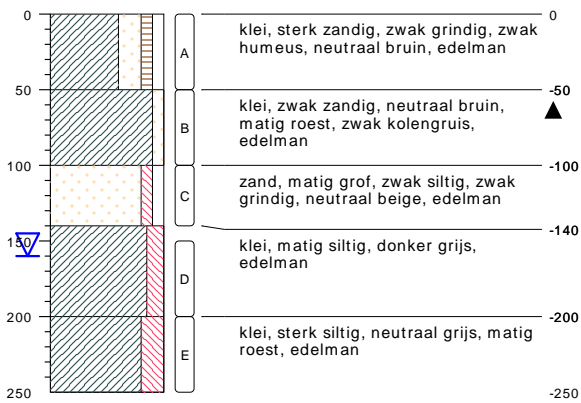 0
50
100
150
200
250
A
B
C
D
E
klei, sterk zandig, zwak grindig, zwak
humeus, neutraal bruin, edelman
klei, zwak zandig, neutraal bruin,
matig roest, zwak kolengruis,
edelman
zand, matig grof, zwak siltig, zwak
grindig, neutraal beige, edelman
klei, matig siltig, donker grijs,
edelman
klei, sterk siltig, neutraal grijs, matig
roest, edelman
0
-50
-100
-140
-200
-250